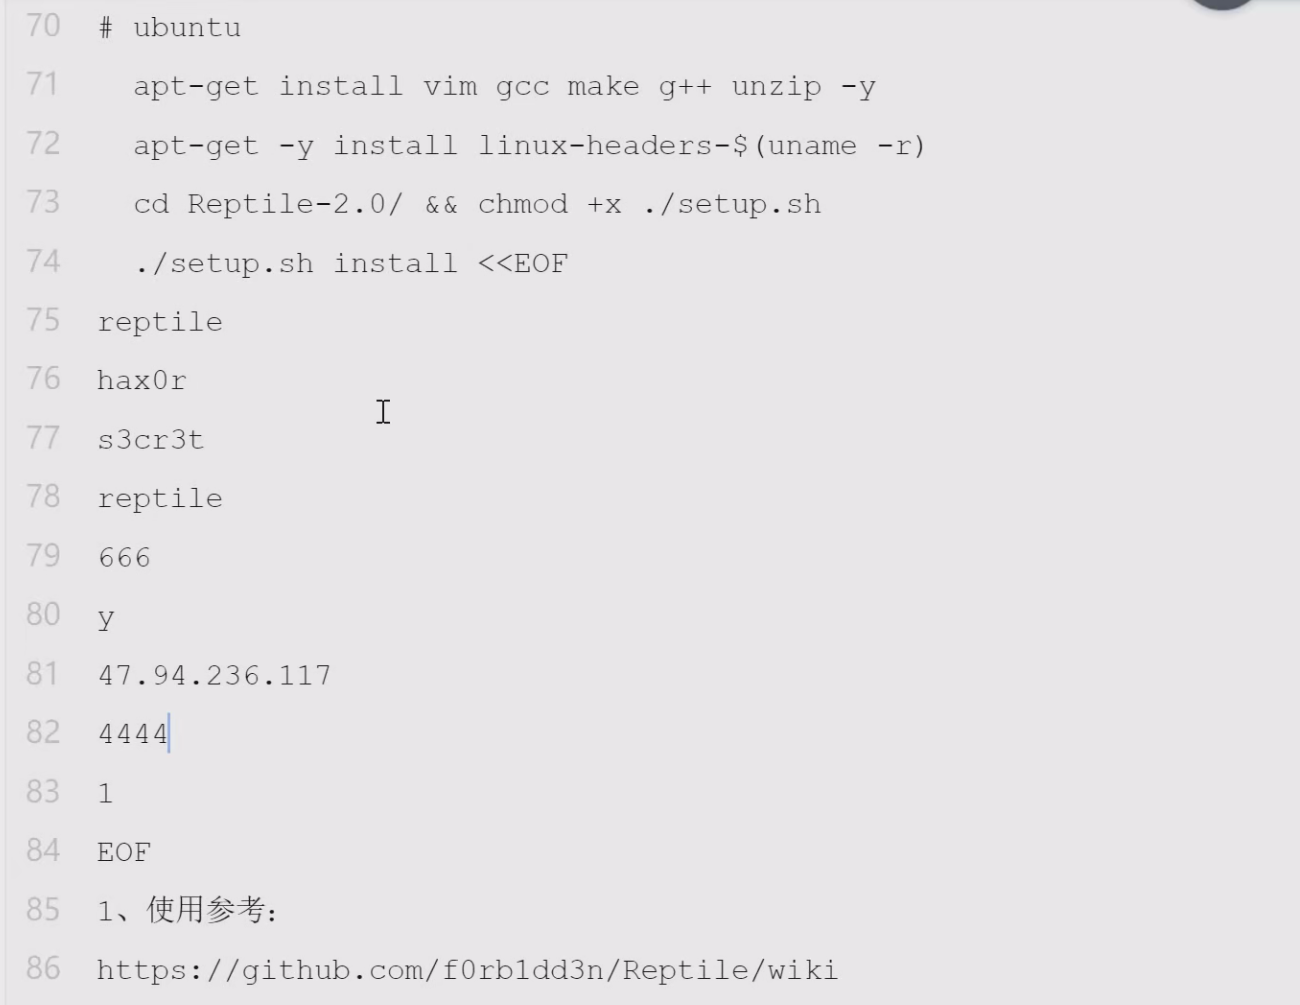 70 # ubuntu
71 apt-get install vim gcc make g++ unzip -y
72 apt-get -y install linux-headers-$(uname -r)
73 cd Reptile-2.0/ && chmod +x ./setup.sh
74 ./setup.sh install <<EOF
75 reptile
76 hax0r
77 s3cr3t
78 reptile
79 666
80 y
81 47.94.236.117
82 4444
83 1
84 EOF
85 1、使用参考:
86 https://github.com/f0rb1dd3n/Reptile/wiki